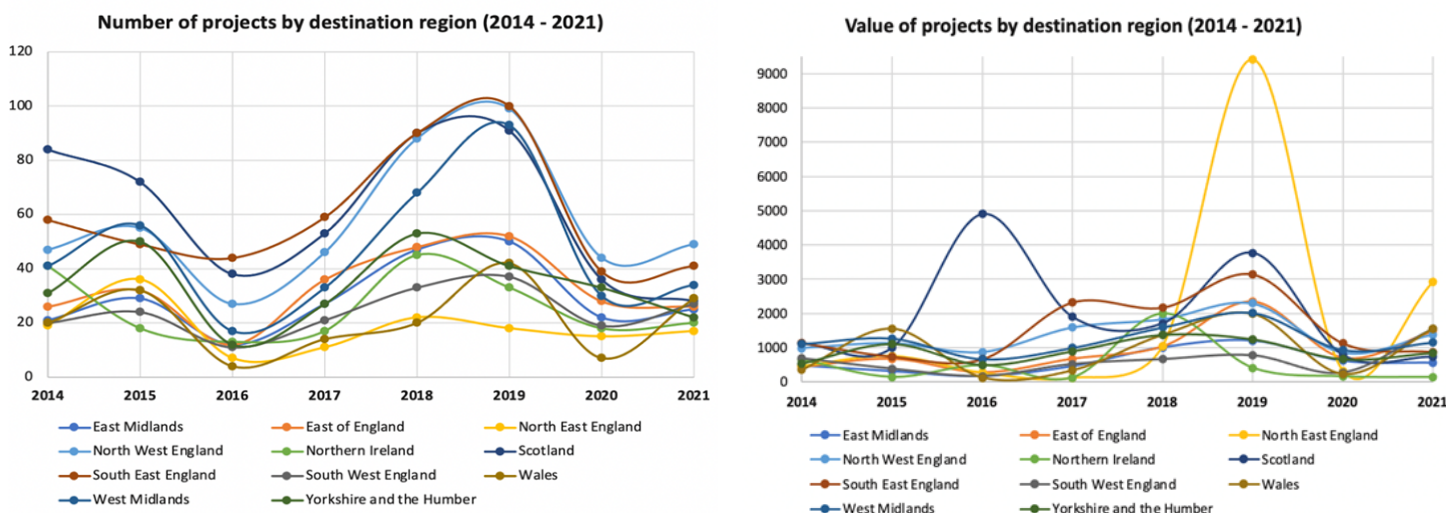 Number of projects by destination region (2014 - 2021)
120
100
80
60
40
20
0
2014 2015 2016 2017 2018 2019 2020 2021
East Midlands East of England North East England
North West England Northern Ireland Scotland
South East England South West England Wales
West Midlands Yorkshire and the Humber
Value of projects by destination region (2014 - 2021)
9000
8000
7000
6000
5000
4000
3000
2000
1000
0
2014 2015 2016 2017 2018 2019 2020 2021
East Midlands East of England North East England
North West England Northern Ireland Scotland
South East England South West England Wales
West Midlands Yorkshire and the Humber